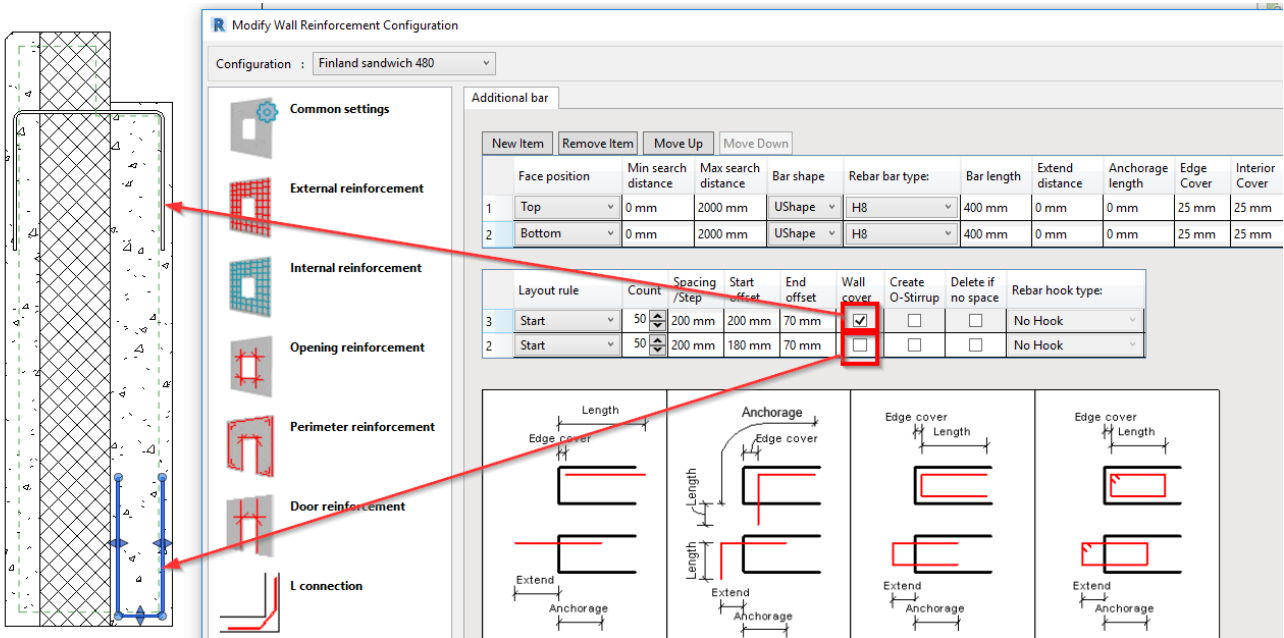 R Modify Wall Reinforcement Configuration
Configuration : Finland sandwich 480
Common settings
External reinforcement
Internal reinforcement
Opening reinforcement
Perimeter reinforcement
Door reinforcement
L connection
Additional bar
New Item Remove Item Move Up Move Down
Face position Min search distance Max search distance Bar shape Rebar bar type: Bar length Extend distance Anchorage length Edge Cover Interior Cover
1 Top 0 mm 2000 mm UShape H8 400 mm 0 mm 0 mm 25 mm 25 mm
2 Bottom 0 mm 2000 mm UShape H8 400 mm 0 mm 0 mm 25 mm 25 mm
Layout rule Count Spacing /Step Start offset End offset Wall cover Create O-Stirrup Delete if no space Rebar hook type:
3 Start 50 200 mm 200 mm 70 mm No Hook
2 Start 50 200 mm 180 mm 70 mm No Hook
Length
Edge cover
Extend
Anchorage
Anchorage
Edge cover
Length
Length
Extend
Anchorage
Edge cover
Length
Extend
Anchorage
Edge cover
Length
Extend
Anchorage